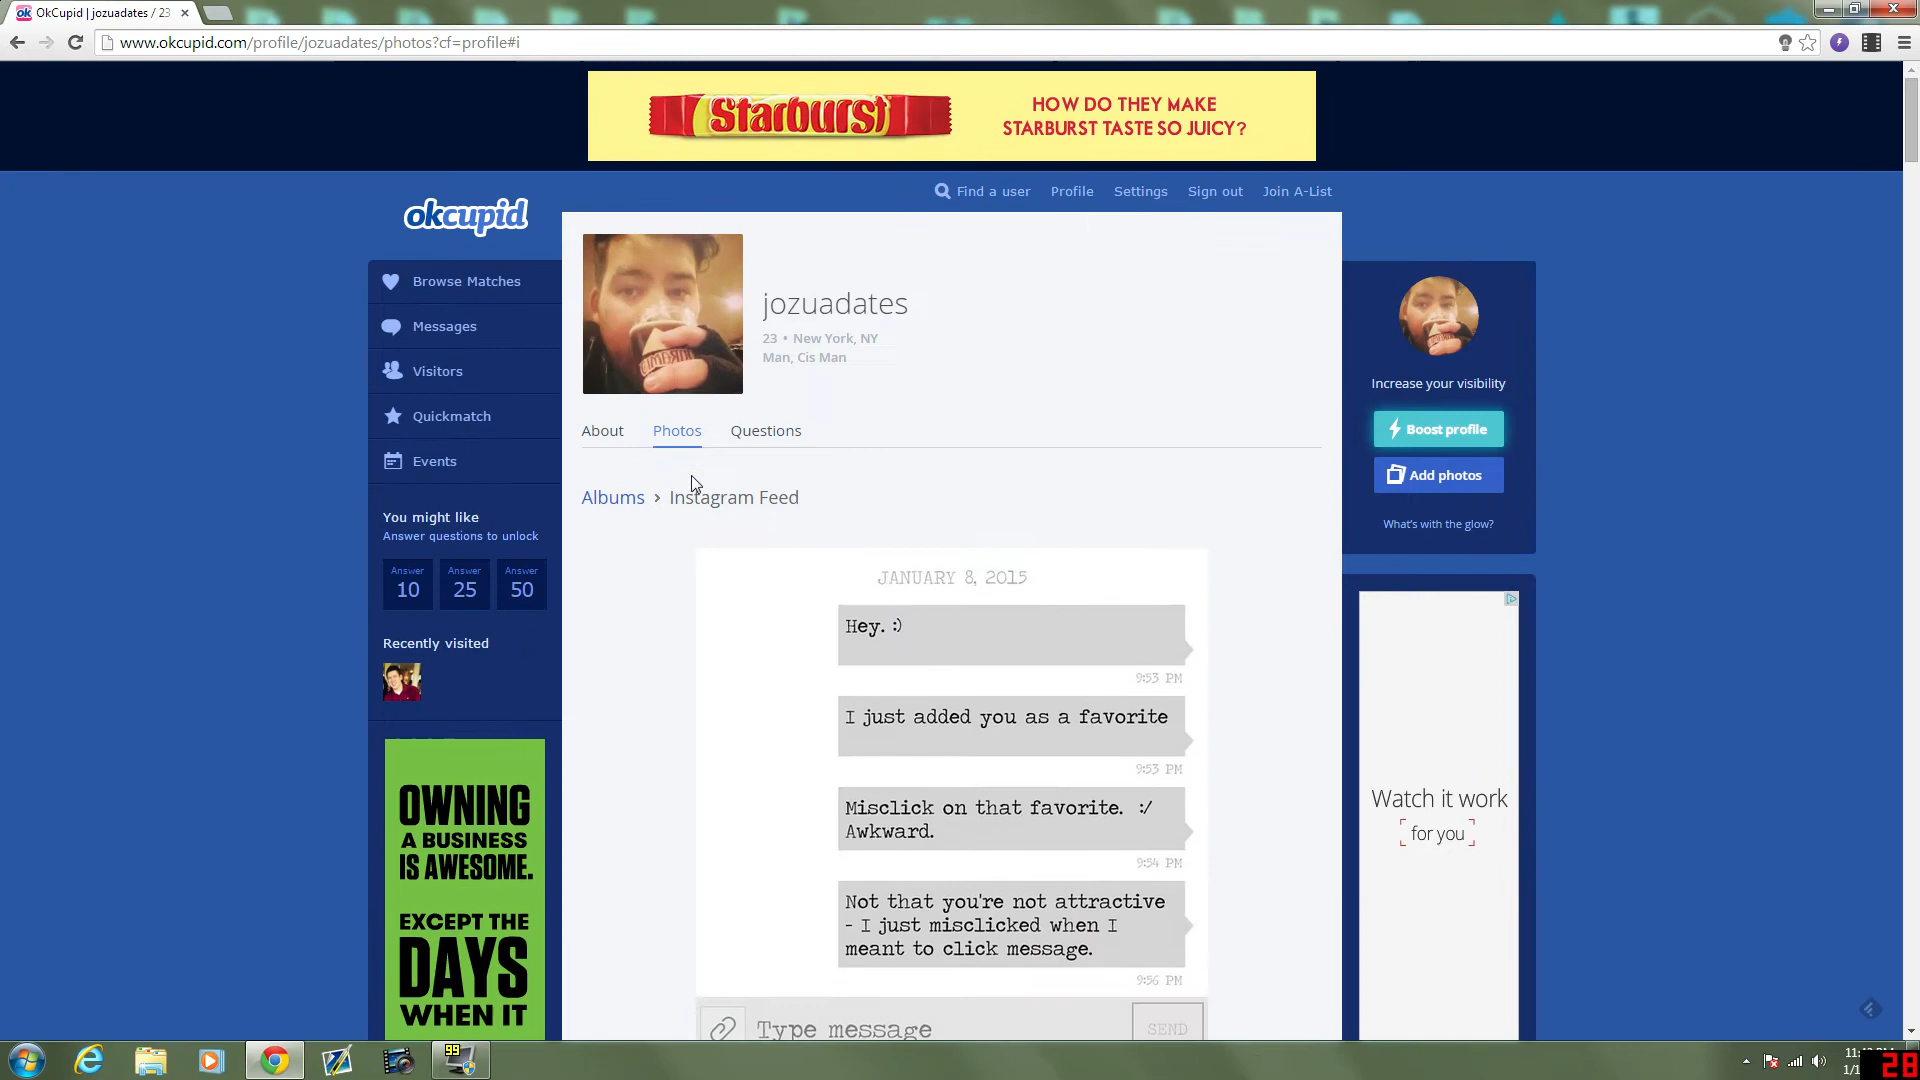 OkCupid | jozuadates / 23
www.okcupid.com/profile/jozuadates/photos?cf=profile#i
Starburst
HOW DO THEY MAKE
STARBURST TASTE SO JUICY?
Find a user
Profile
Settings
Sign out
Join A-List
okcupid
Browse Matches
Messages
Visitors
Quickmatch
Events
You might like
Answer questions to unlock
Answer
10
Answer
25
Answer
50
Recently visited
OWNING
A BUSINESS
IS AWESOME.
EXCEPT THE
DAYS
WHEN IT
jozuadates
23 • New York, NY
Man, Cis Man
About
Photos
Questions
Albums › Instagram Feed
JANUARY 8, 2015
Hey. :)
9:53 PM
I just added you as a favorite
9:53 PM
Misclick on that favorite. :/
Awkward.
9:54 PM
Not that you're not attractive
- I just misclicked when I
meant to click message.
9:56 PM
Type message
SEND
Increase your visibility
Boost profile
Add photos
What's with the glow?
Watch it work
for you
99
28